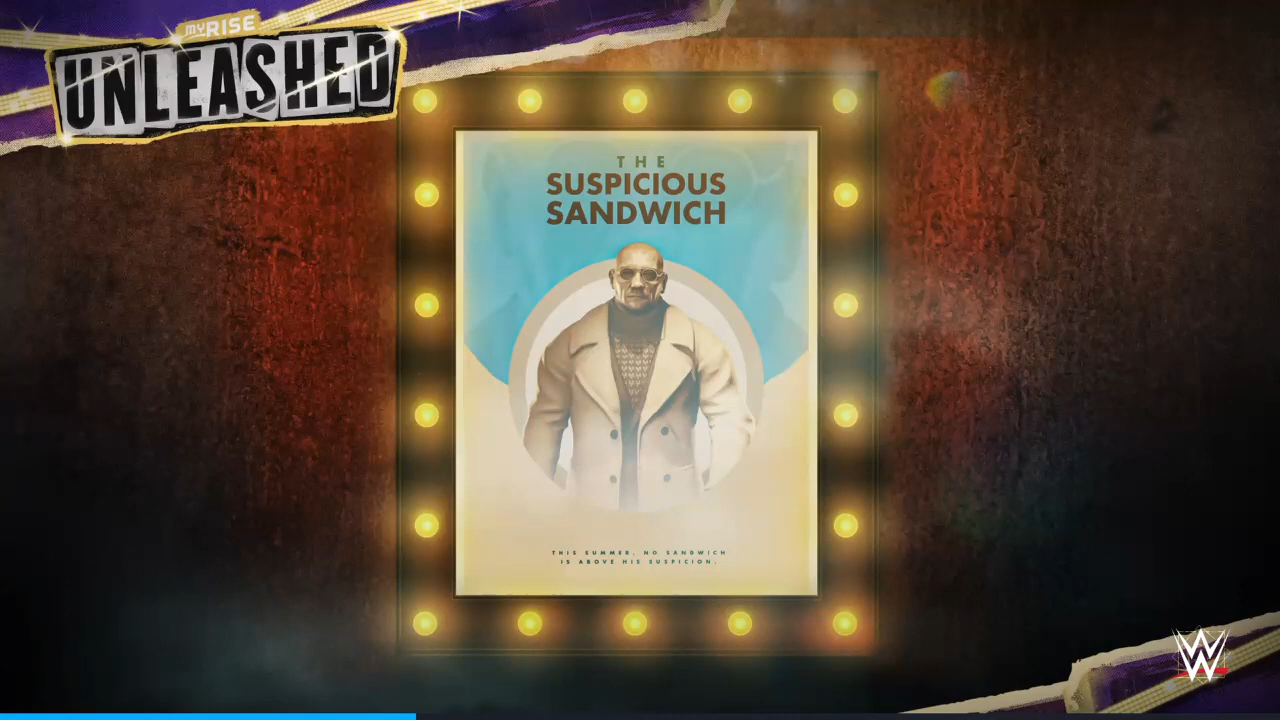 MYRISE
UNLEASHED
THE
SUSPICIOUS
SANDWICH
THIS SUMMER, NO SANDWICH
IS ABOVE HIS SUSPICION.
W